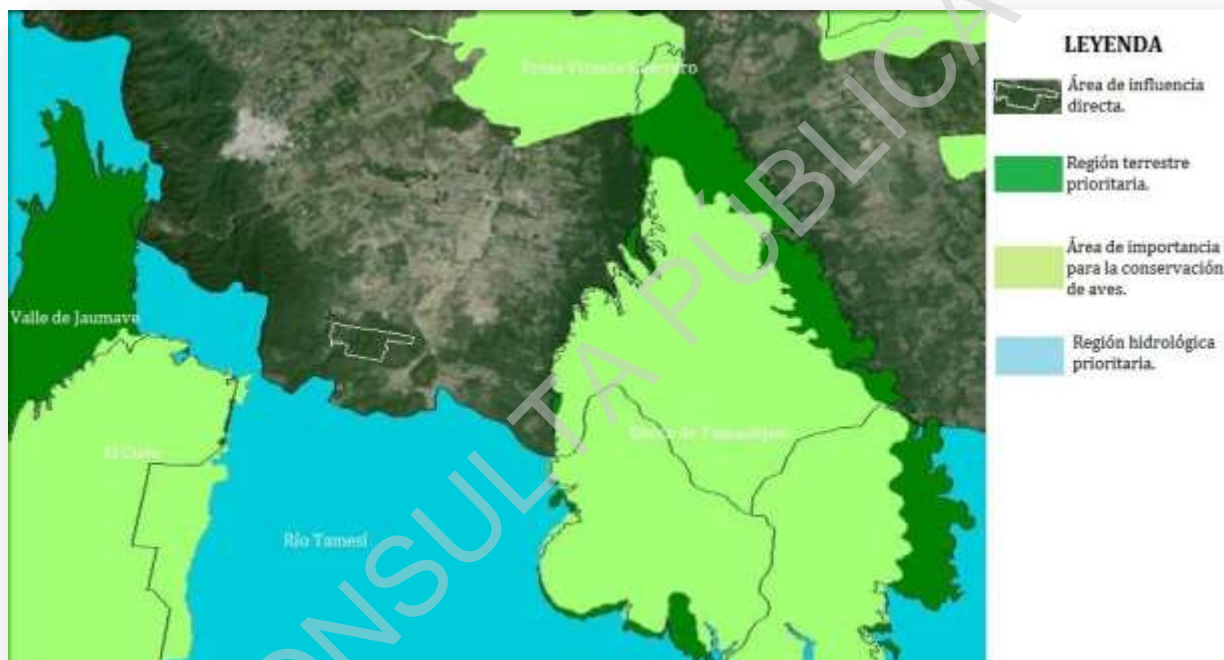 LEYENDA
Área de influencia
directa.
Región terrestre
prioritaria.
Área de importancia
para la conservación
de aves.
Región hidrológica
prioritaria.
Presa Vicente Guerrero
Valle de Jaumave
El Cielo
Sierra de Tamaulipas
Río Tamesí
CONSULTA PÚBLICA